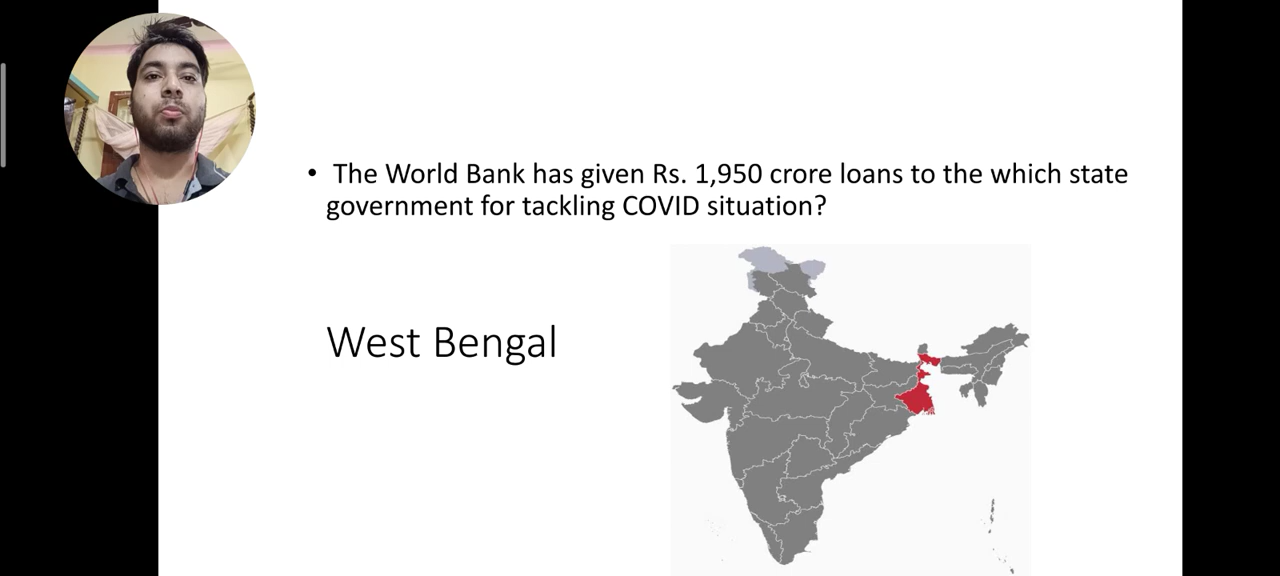 • The World Bank has given Rs. 1,950 crore loans to the which state
government for tackling COVID situation?
West Bengal